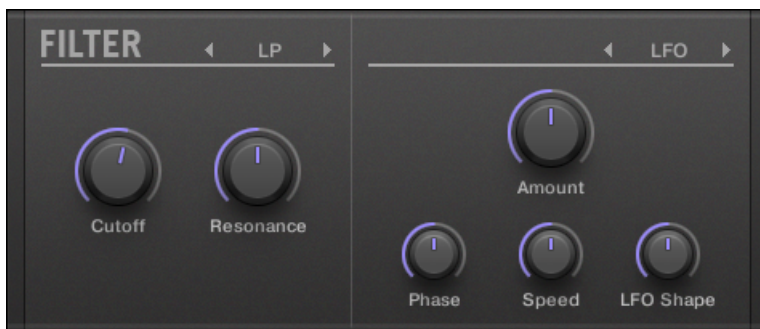 FILTER
LP
LFO
Cutoff
Resonance
Amount
Phase
Speed
LFO Shape